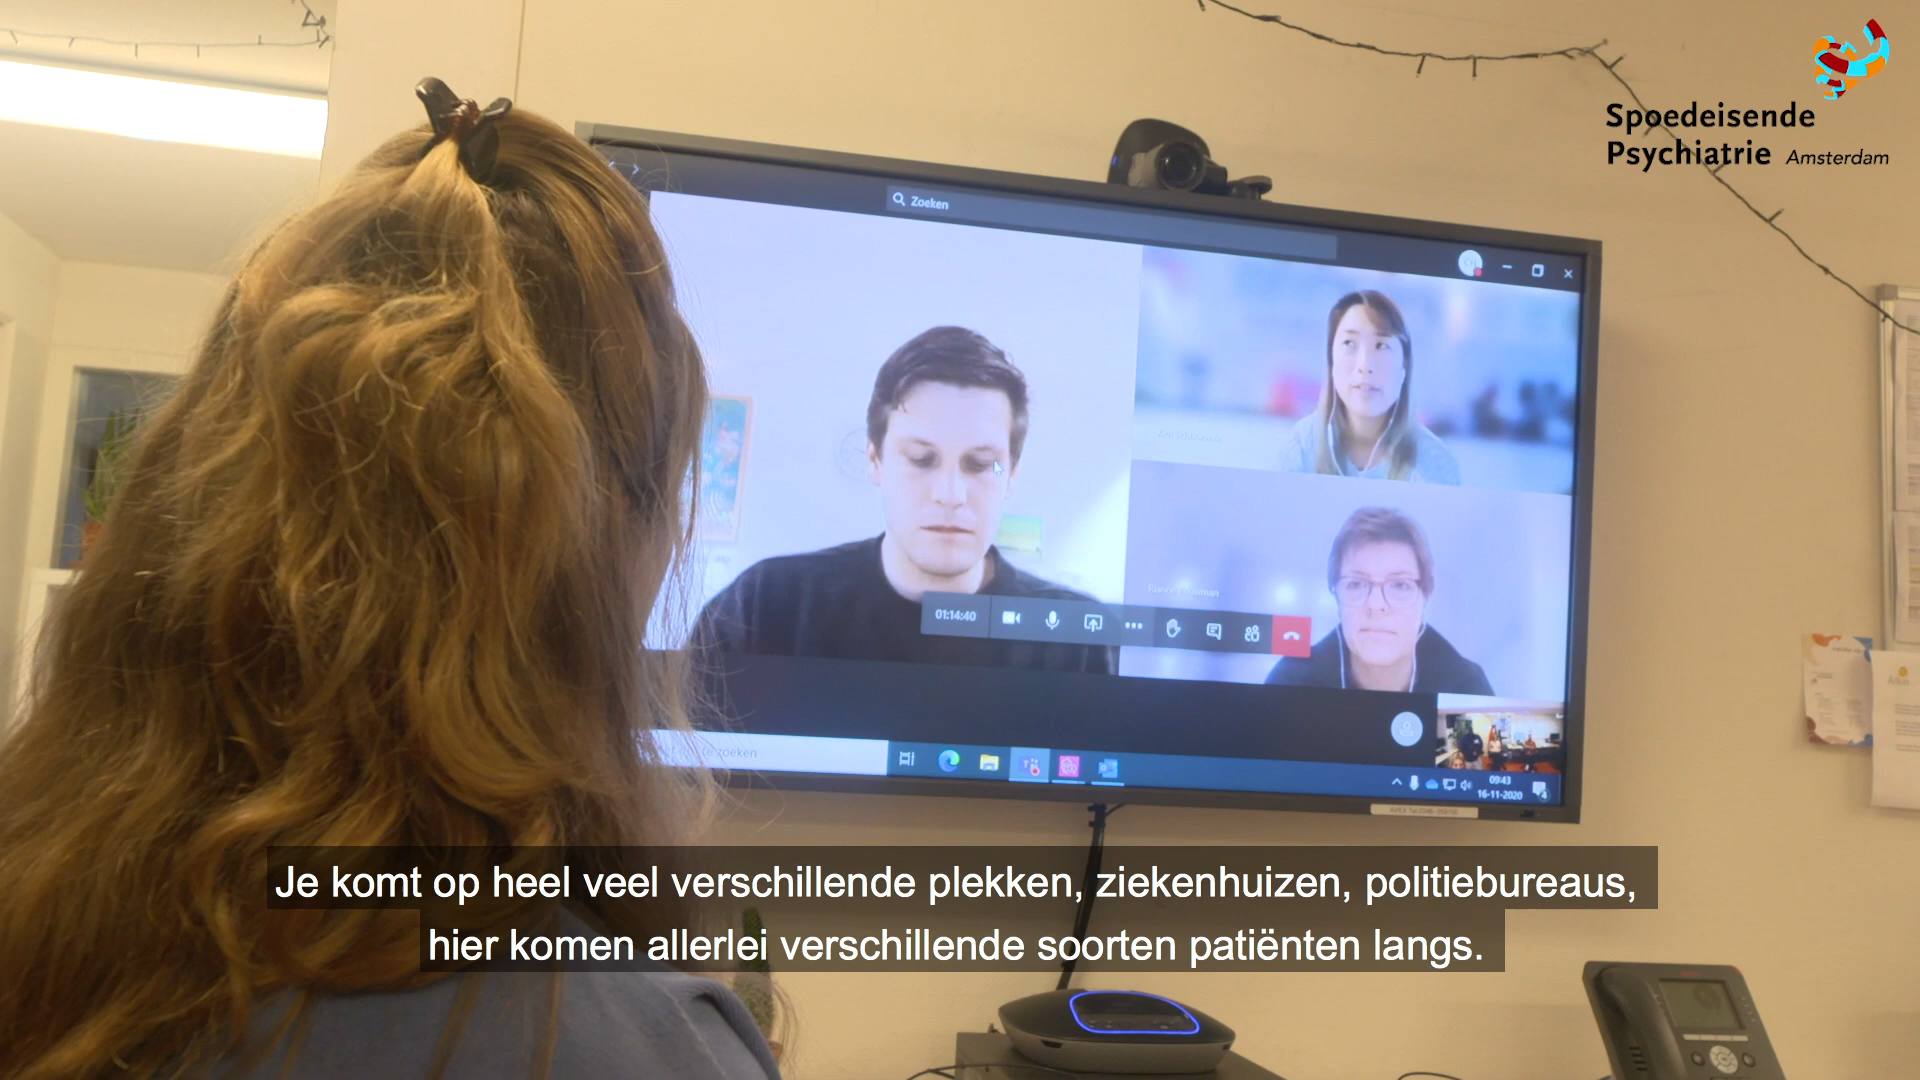 Spoedeisende
Psychiatrie Amsterdam
Zoeken
01:14:40
zoeken
09:43
16-11-2020
Je komt op heel veel verschillende plekken, ziekenhuizen, politiebureaus,
hier komen allerlei verschillende soorten patiënten langs.